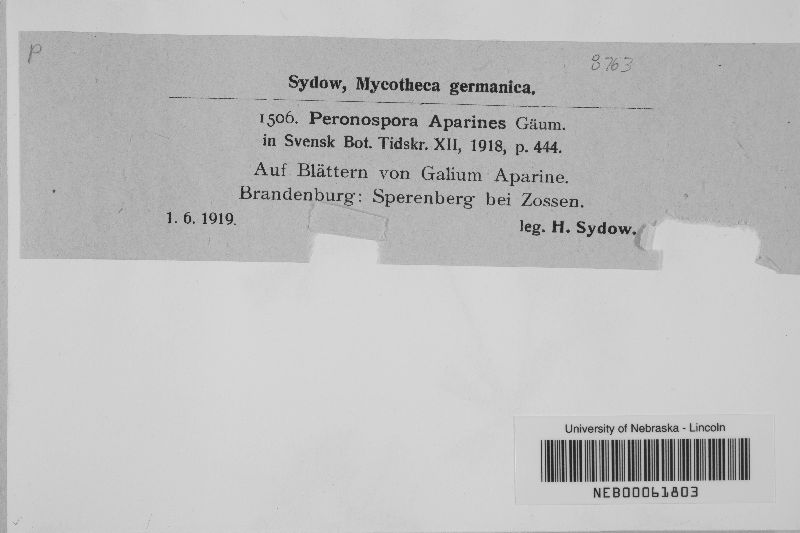 P
8763
Sydow, Mycotheca germanica.
1506. Peronospora Aparines Gäum.
in Svensk Bot. Tidskr. XII, 1918, p. 444.
Auf Blättern von Galium Aparine.
Brandenburg: Sperenberg bei Zossen.
1. 6. 1919.
leg. H. Sydow.
University of Nebraska - Lincoln
NEB00061803